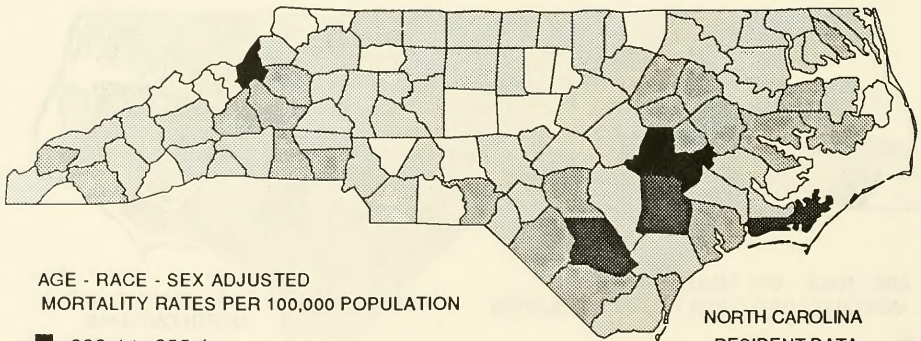 AGE - RACE - SEX ADJUSTED
MORTALITY RATES PER 100,000 POPULATION
NORTH CAROLINA
RESIDENT DATA